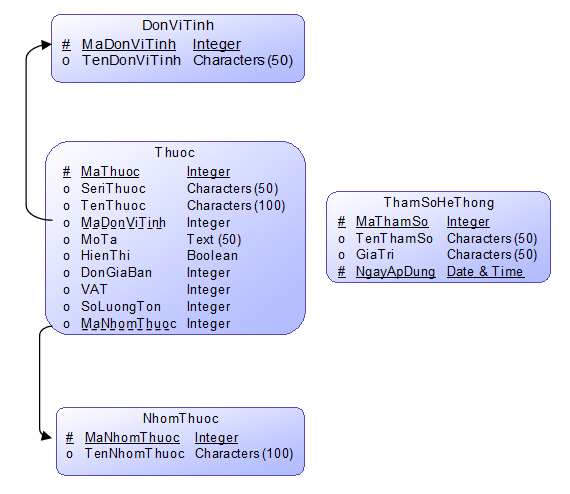 DonViTinh
# MaDonViTinh Integer
o TenDonViTinh Characters (50)
Thuoc
# MaThuoc Integer
o SeriThuoc Characters (50)
o TenThuoc Characters (100)
o MaDonViTinh Integer
o MoTa Text (50)
o HienThi Boolean
o DonGiaBan Integer
o VAT Integer
o SoLuongTon Integer
o MaNhomThuoc Integer
ThamSoHeThong
# MaThamSo Integer
o TenThamSo Characters (50)
o GiaTri Characters (50)
# NgayApDung Date & Time
NhomThuoc
# MaNhomThuoc Integer
o TenNhomThuoc Characters (100)